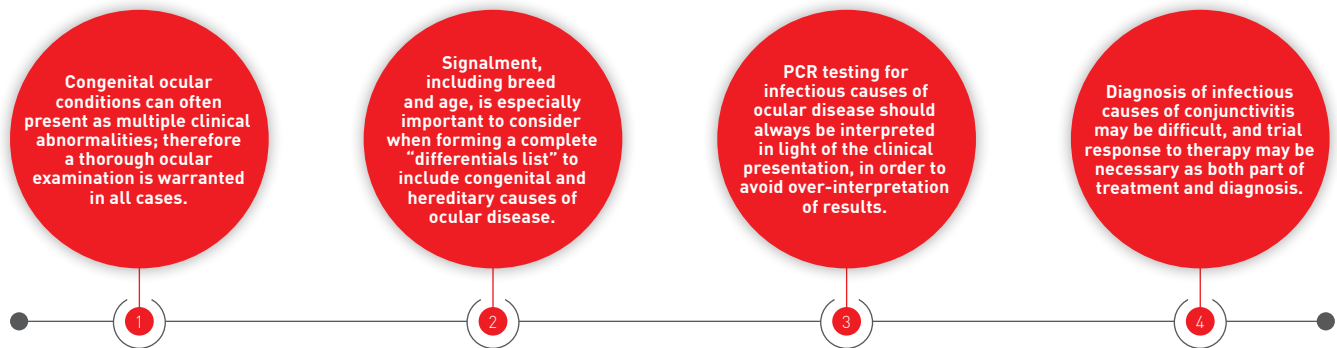 Congenital ocular
conditions can often
present as multiple clinical
abnormalities; therefore
a thorough ocular
examination is warranted
in all cases.
Signalment,
including breed
and age, is especially
important to consider
when forming a complete
“differentials list” to
include congenital and
hereditary causes of
ocular disease.
PCR testing for
infectious causes of
ocular disease should
always be interpreted
in light of the clinical
presentation, in order to
avoid over-interpretation
of results.
Diagnosis of infectious
causes of conjunctivitis
may be difficult, and trial
response to therapy may be
necessary as both part of
treatment and diagnosis.
1
2
3
4